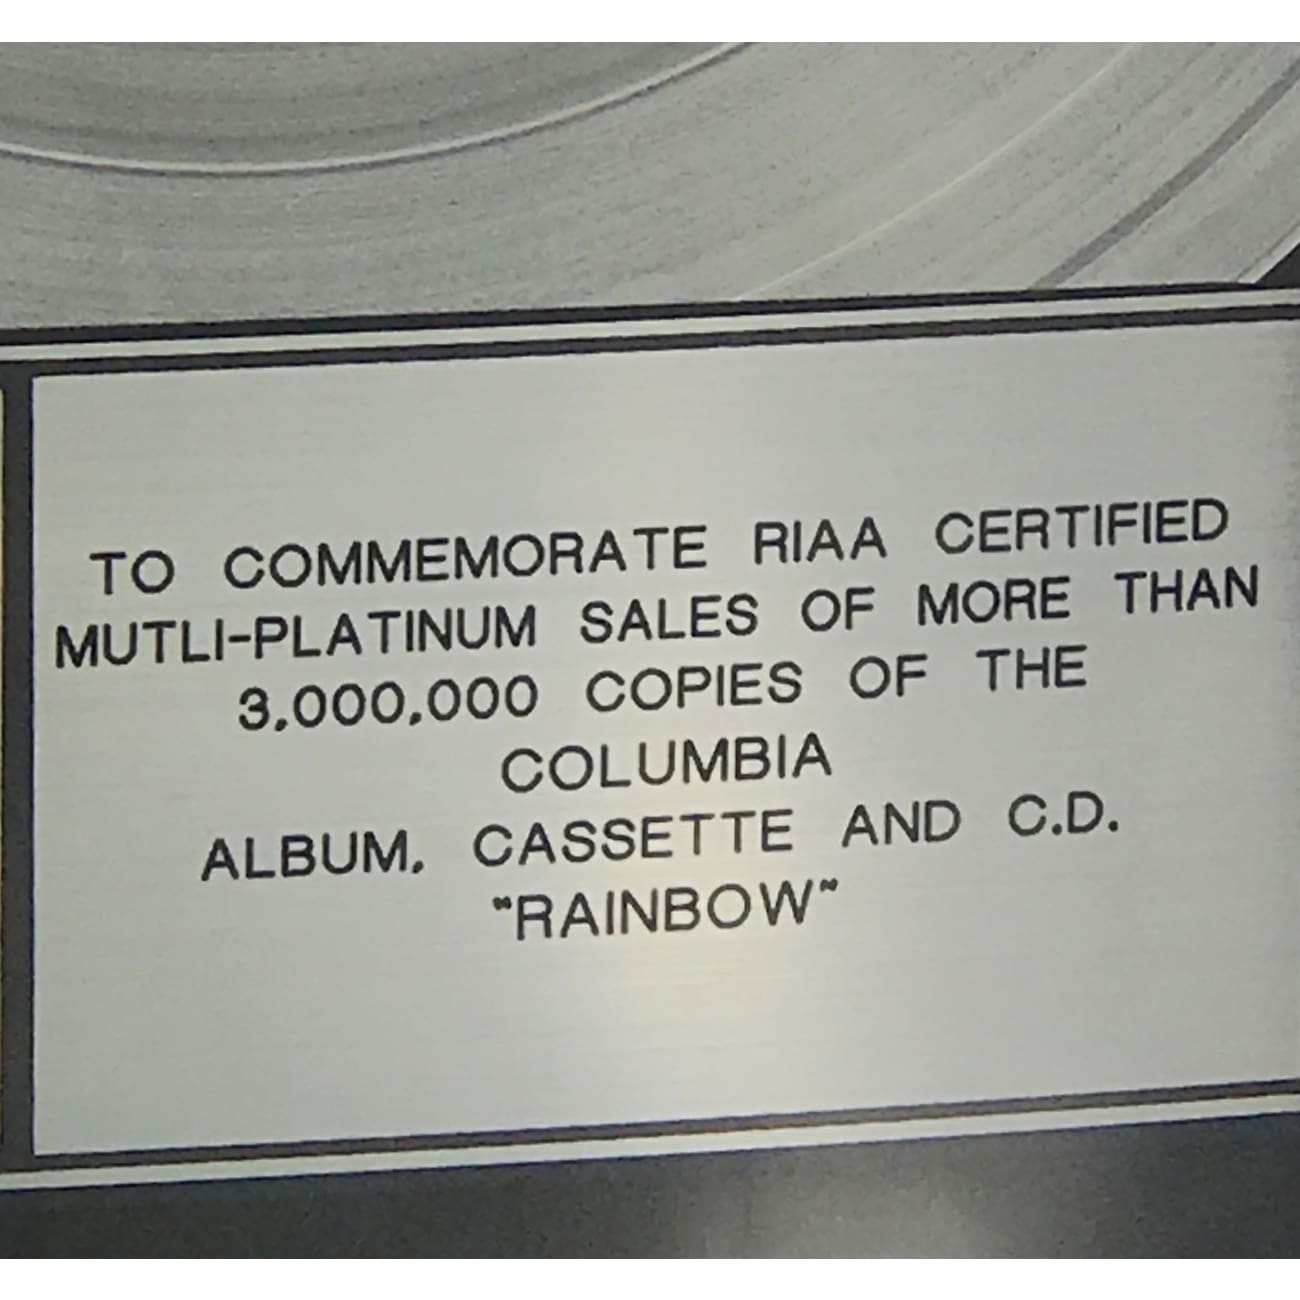 TO COMMEMORATE RIAA CERTIFIED
MUTLI-PLATINUM SALES OF MORE THAN
3,000,000 COPIES OF THE
COLUMBIA
ALBUM, CASSETTE AND C.D.
"RAINBOW"